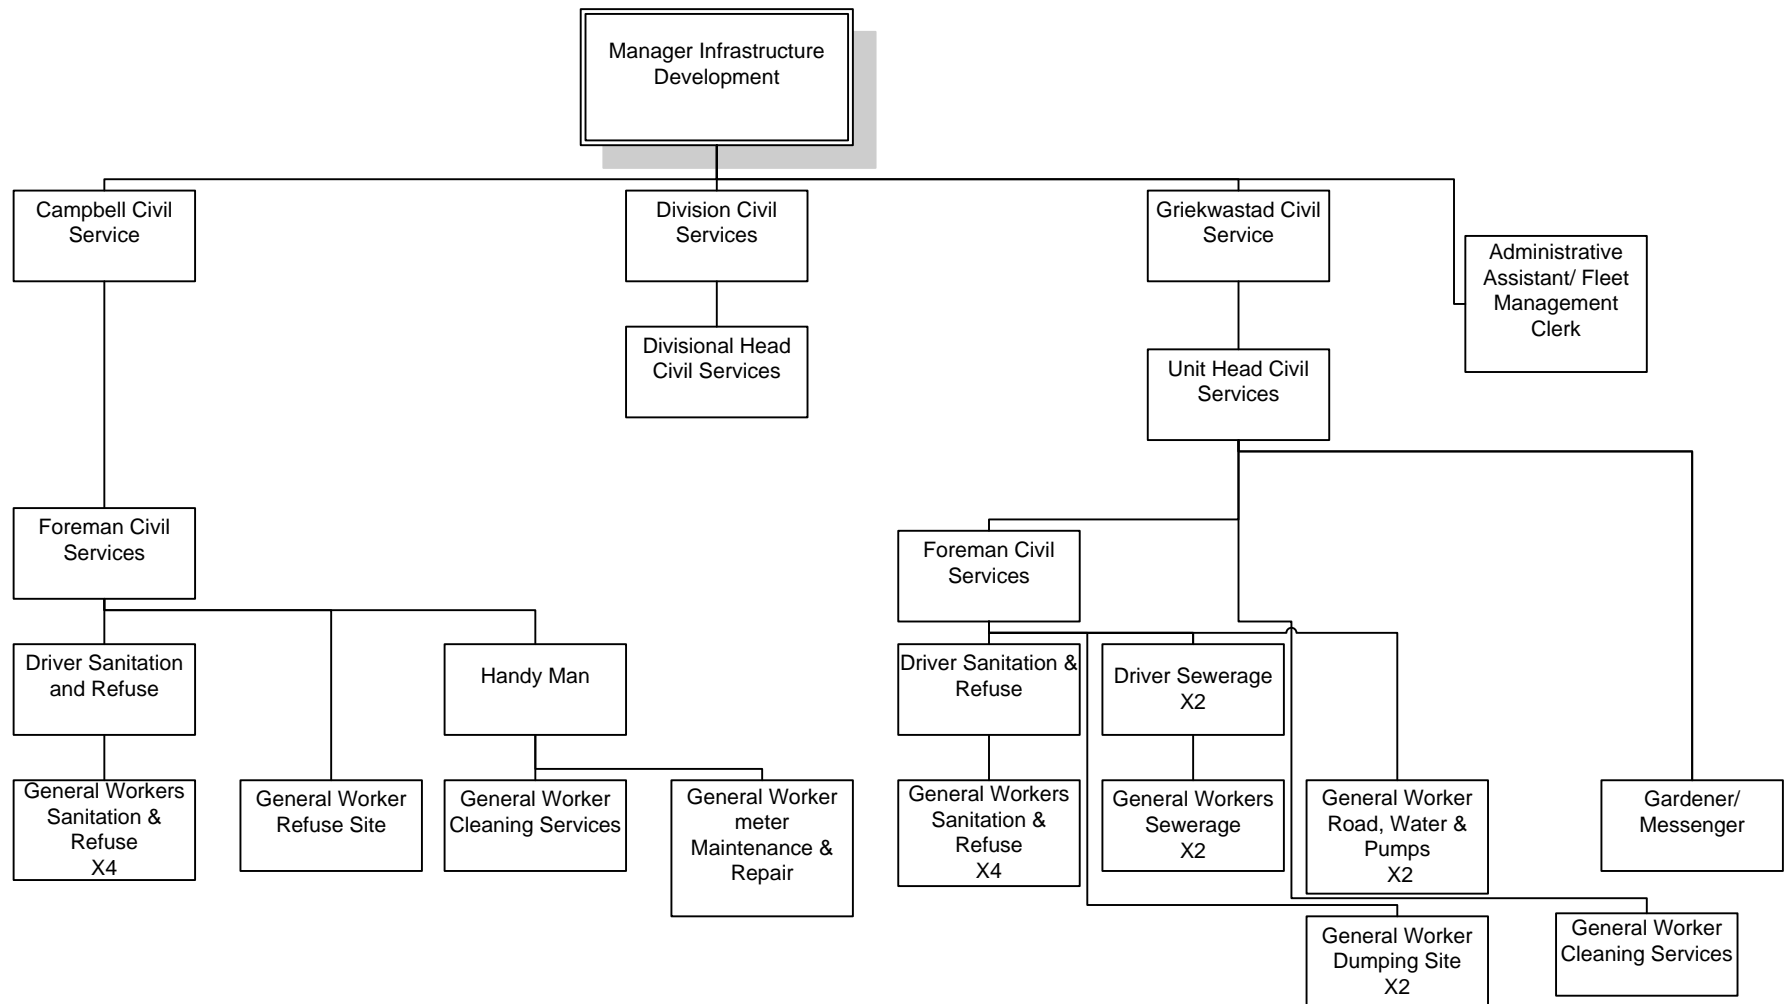 Manager Infrastructure
Development
Campbell Civil
Service
Division Civil
Services
Griekwastad Civil
Service
Administrative
Assistant/ Fleet
Management
Clerk
Divisional Head
Civil Services
Unit Head Civil
Services
Foreman Civil
Services
Foreman Civil
Services
Driver Sanitation
and Refuse
Handy Man
Driver Sanitation &
Refuse
Driver Sewerage
X2
General Workers
Sanitation &
Refuse
X4
General Worker
Refuse Site
General Worker
Cleaning Services
General Worker
meter
Maintenance &
Repair
General Workers
Sanitation &
Refuse
X4
General Workers
Sewerage
X2
General Worker
Road, Water &
Pumps
X2
Gardener/
Messenger
General Worker
Dumping Site
X2
General Worker
Cleaning Services